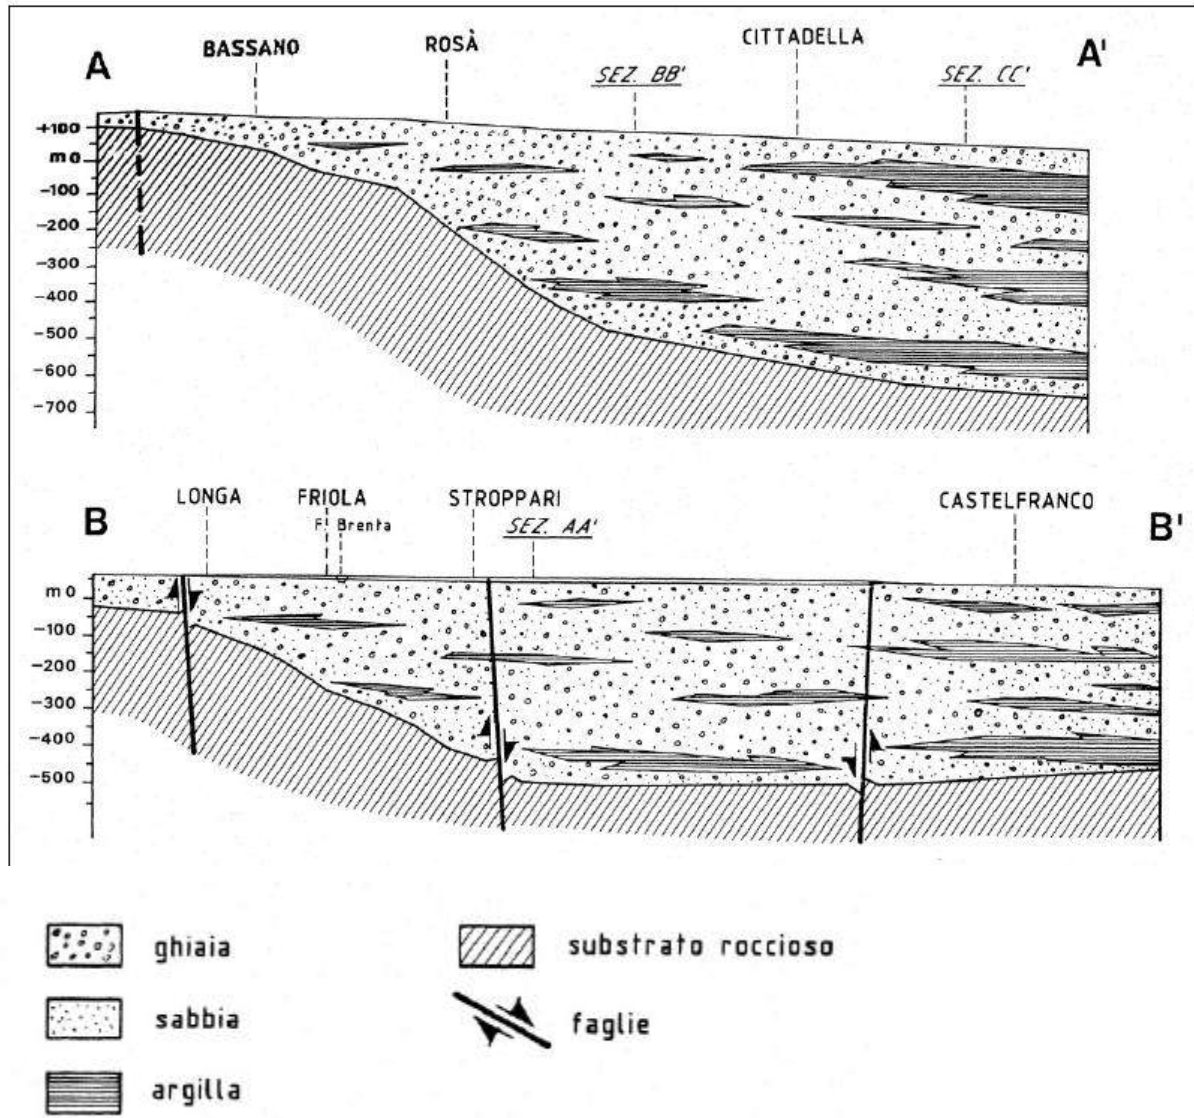 A
BASSANO
ROSÀ
SEZ. BB'
CITTADELLA
SEZ. CC'
A'
+100
m 0
-100
-200
-300
-400
-500
-600
-700
B
LONGA
FRIOLA
F. Brenta
STROPPARI
SEZ. AA'
CASTELFRANCO
B'
m 0
-100
-200
-300
-400
-500
ghiaia
substrato roccioso
sabbia
faglie
argilla